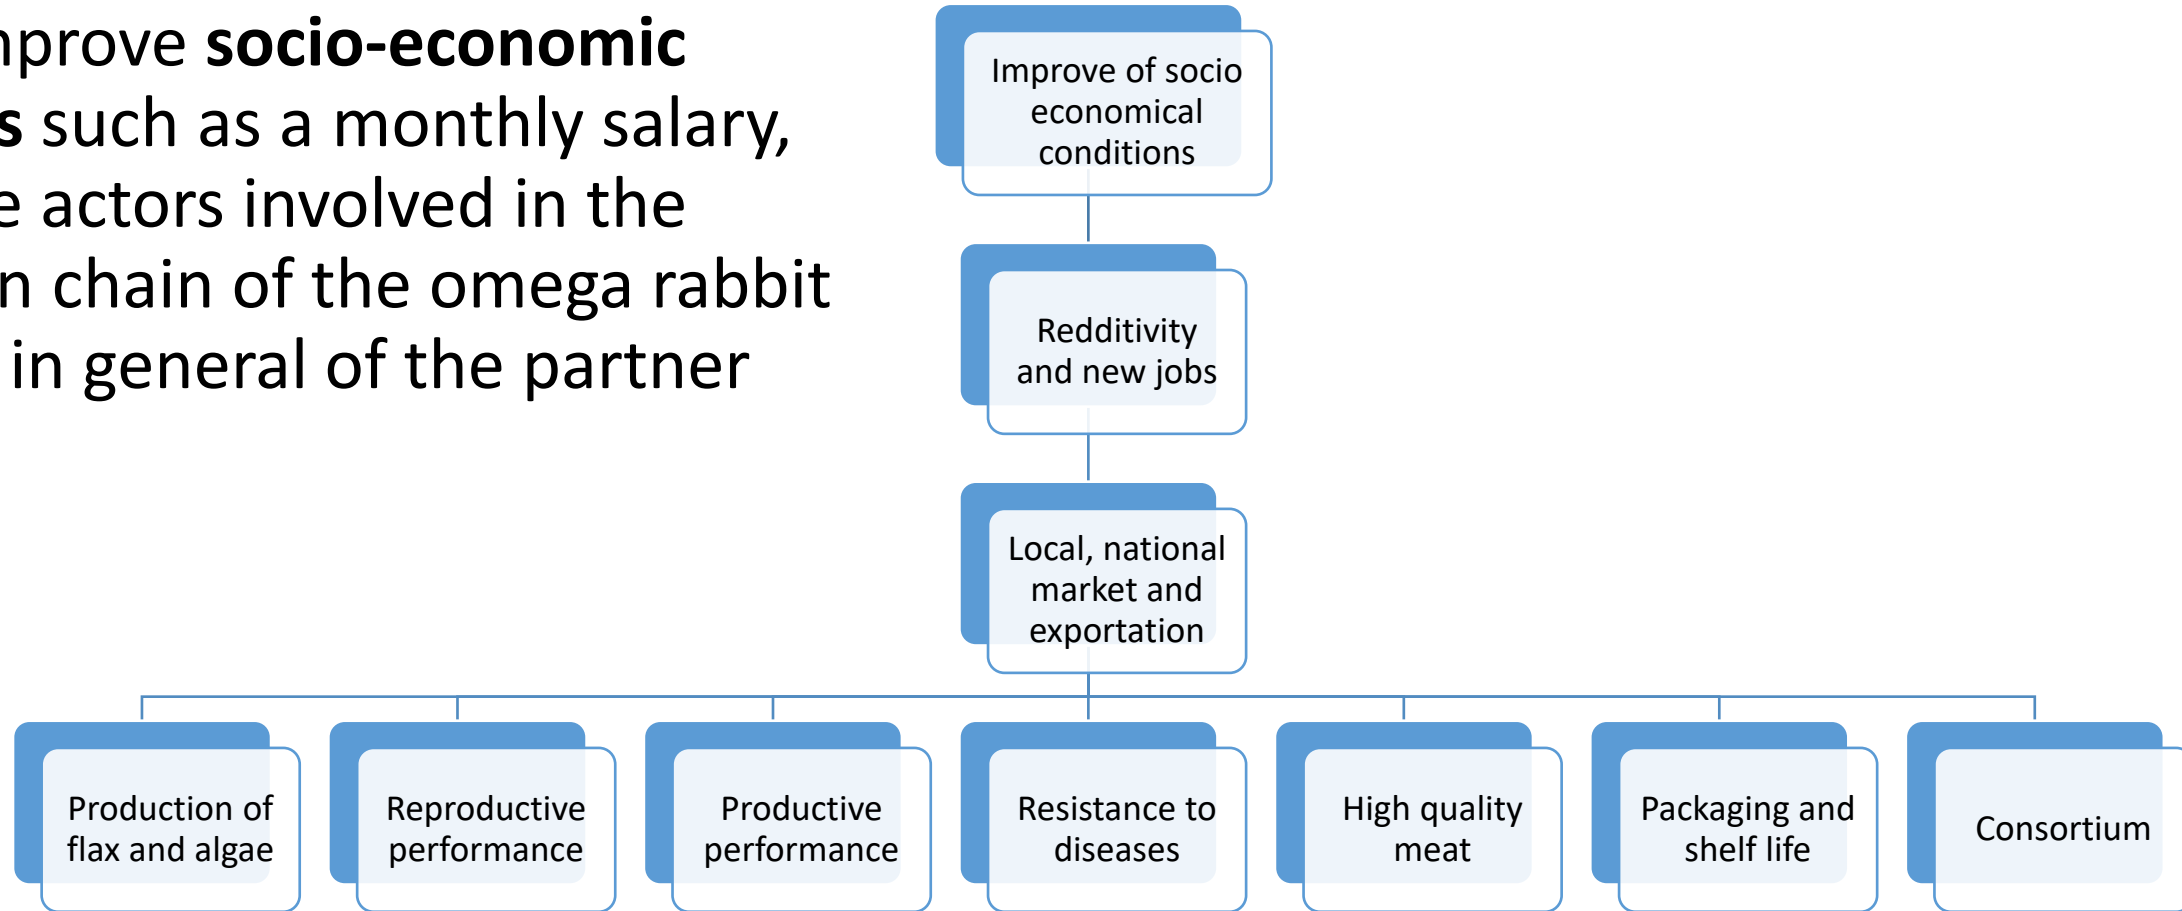 mprove socio-economic
s such as a monthly salary,
e actors involved in the
n chain of the omega rabbit
in general of the partner
Improve of socio
economical
conditions
Redditivity
and new jobs
Local, national
market and
exportation
Production of
flax and algae
Reproductive
performance
Productive
performance
Resistance to
diseases
High quality
meat
Packaging and
shelf life
Consortium